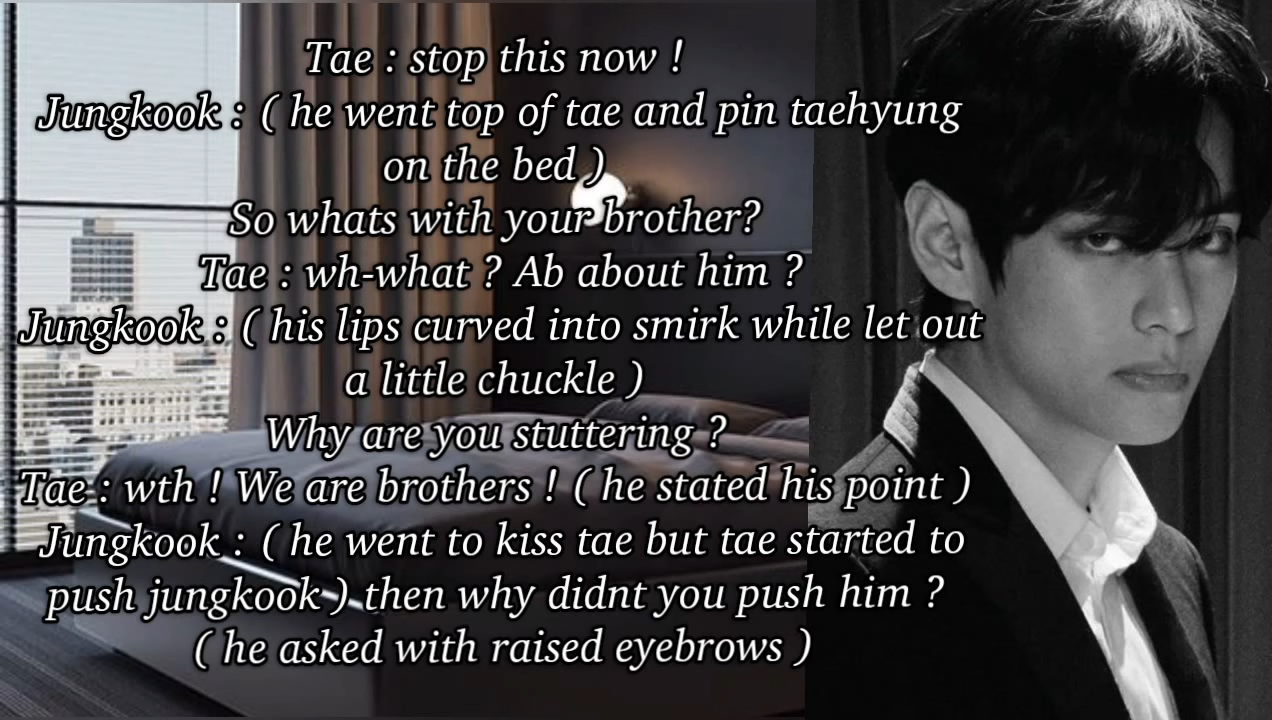 Tae : stop this now !
Jungkook : ( he went top of tae and pin taehyung
on the bed )
So whats with your brother?
Tae : wh-what ? Ab about him ?
Jungkook : ( his lips curved into smirk while let out
a little chuckle )
Why are you stuttering ?
Tae : wth ! We are brothers ! ( he stated his point )
Jungkook : ( he went to kiss tae but tae started to
push jungkook ) then why didnt you push him ?
( he asked with raised eyebrows )